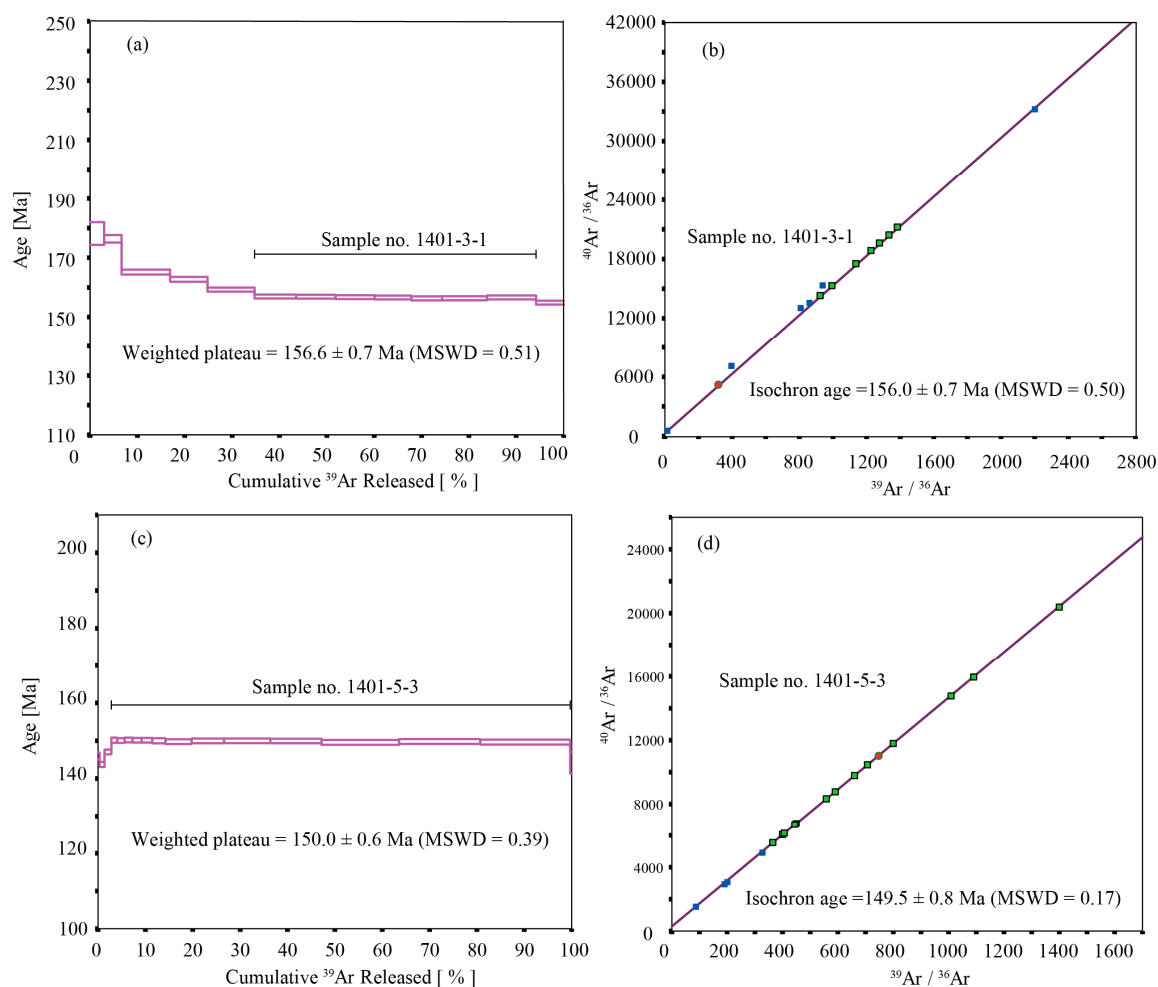 (a)
250
230
210
190
170
150
130
110
Age [Ma]
Sample no. 1401-3-1
Weighted plateau = 156.6 ± 0.7 Ma (MSWD = 0.51)
0 10 20 30 40 50 60 70 80 90 100
Cumulative ³⁹Ar Released [ % ]
(b)
42000
36000
30000
24000
18000
12000
6000
0
⁴⁰Ar / ³⁶Ar
Sample no. 1401-3-1
Isochron age =156.0 ± 0.7 Ma (MSWD = 0.50)
0 400 800 1200 1600 2000 2400 2800
³⁹Ar / ³⁶Ar
(c)
200
180
160
140
120
100
Age [Ma]
Sample no. 1401-5-3
Weighted plateau = 150.0 ± 0.6 Ma (MSWD = 0.39)
0 10 20 30 40 50 60 70 80 90 100
Cumulative ³⁹Ar Released [ % ]
(d)
24000
20000
16000
12000
8000
4000
0
⁴⁰Ar / ³⁶Ar
Sample no. 1401-5-3
Isochron age =149.5 ± 0.8 Ma (MSWD = 0.17)
0 200 400 600 800 1000 1200 1400 1600
³⁹Ar / ³⁶Ar